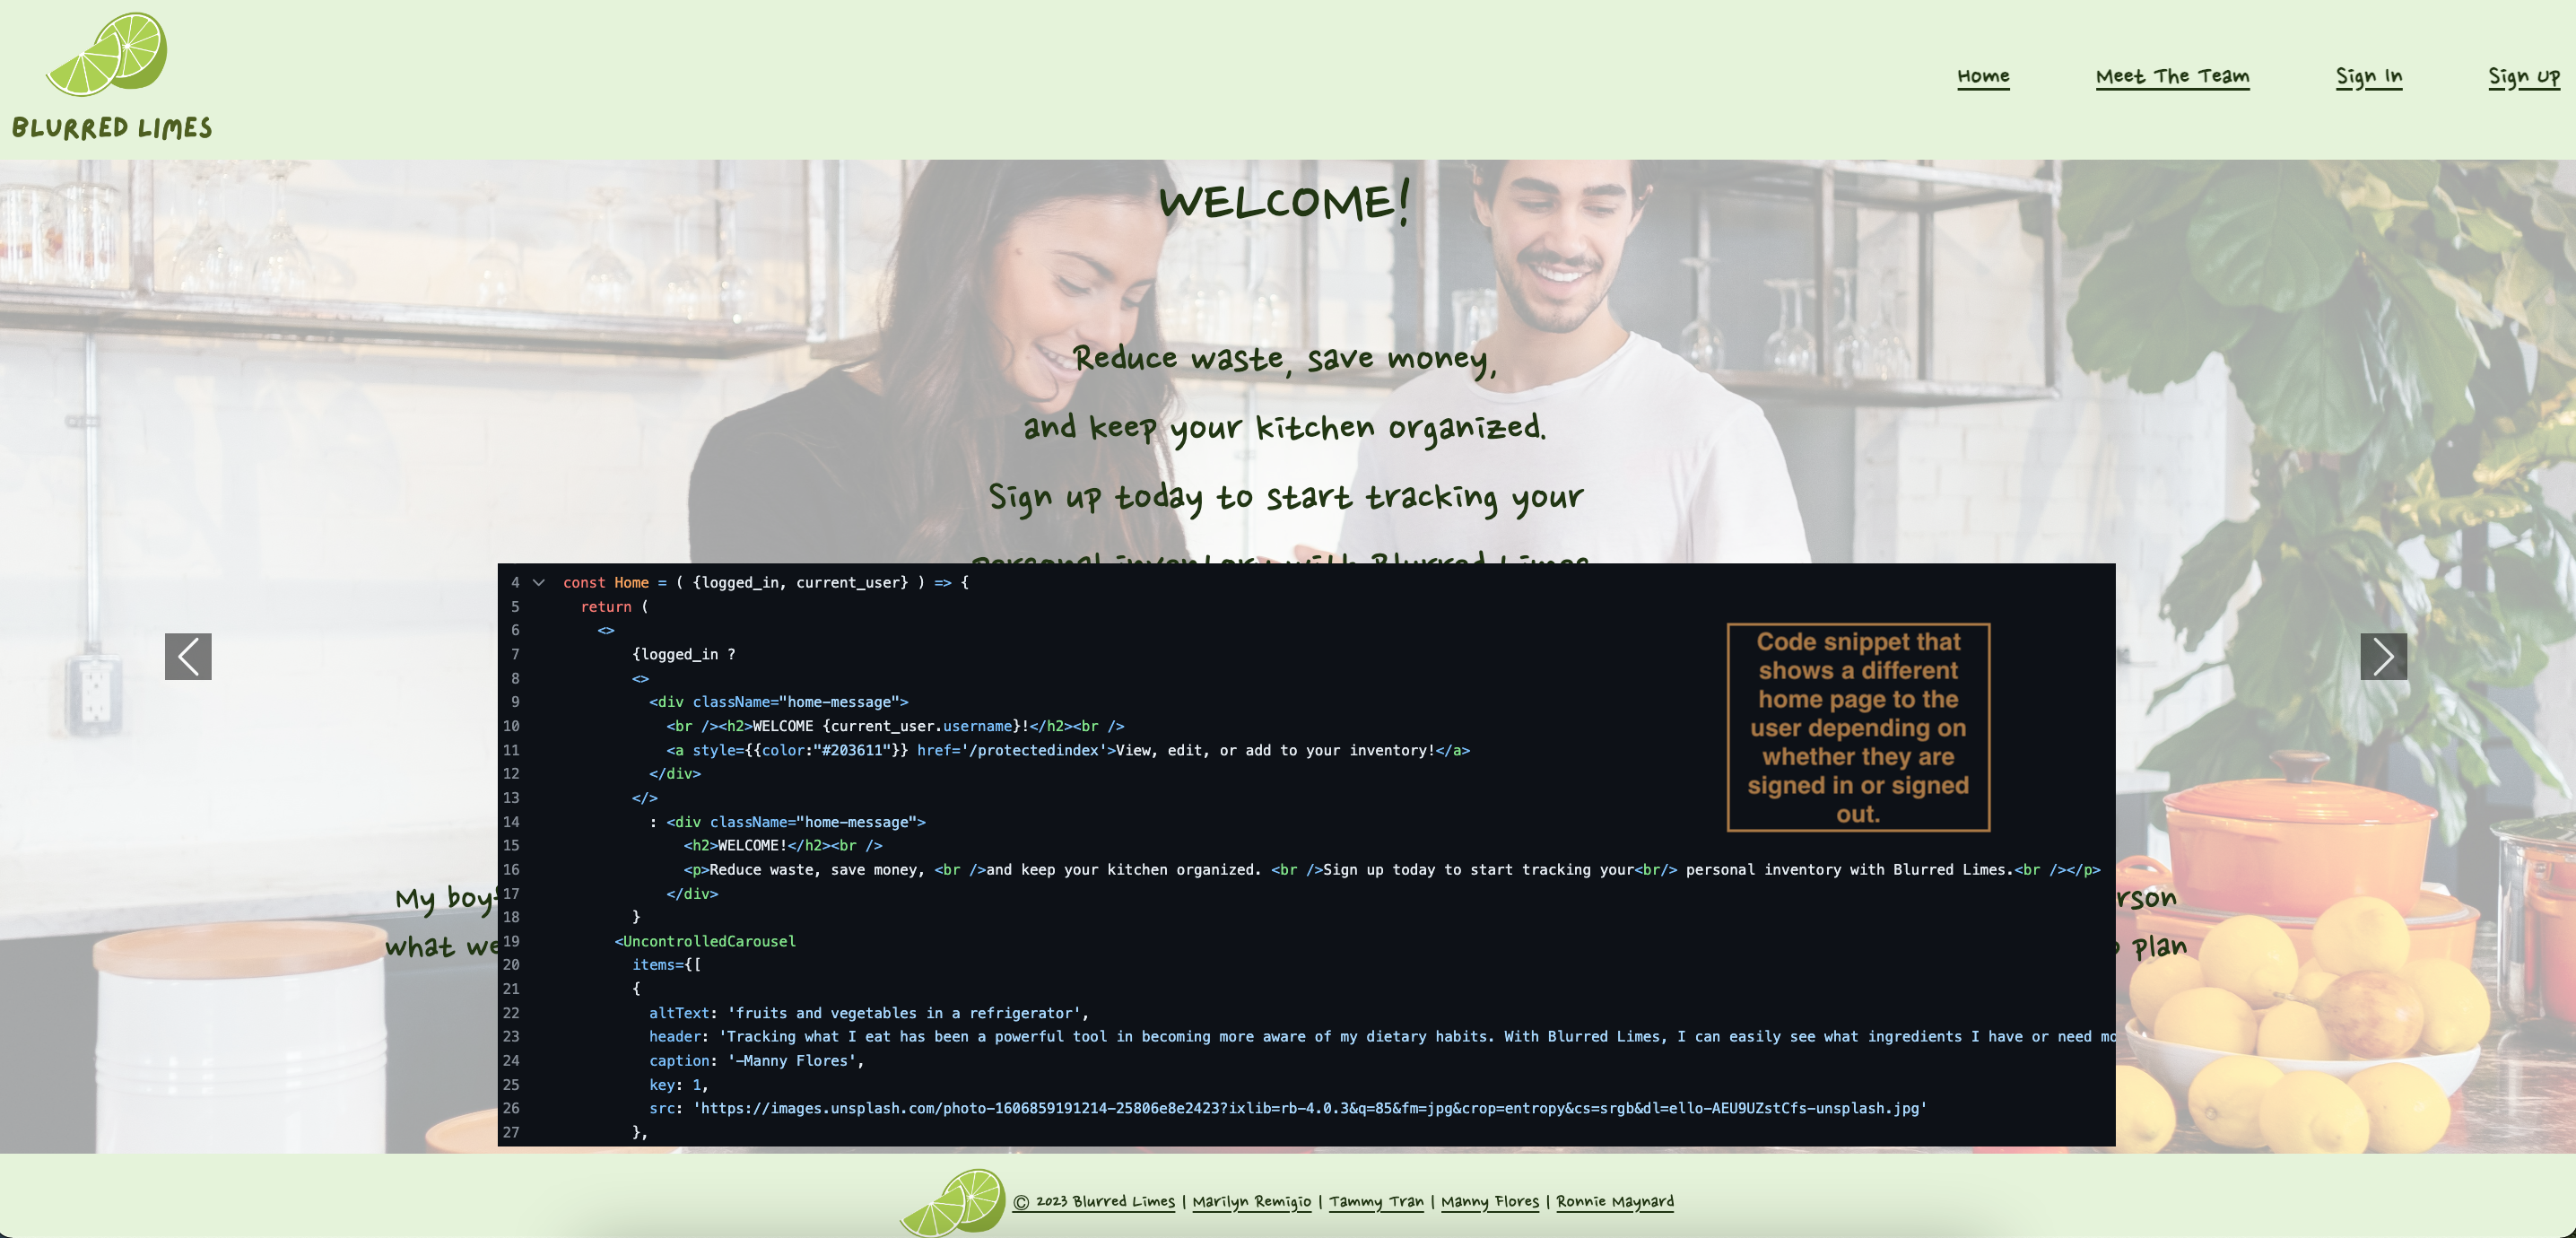 BLURRED LIMES
Home Meet The Team Sign In Sign Up
WELCOME!
Reduce waste, save money,
and keep your kitchen organized.
Sign up today to start tracking your
personal inventory with Blurred Limes
4 const Home = ( {logged_in, current_user} ) => {
5 return (
6 <>
7 {logged_in ?
8 <>
9 <div className="home-message">
10 <br /><h2>WELCOME {current_user.username}!</h2><br />
11 <a style={{color:"#203611"}} href='/protectedindex'>View, edit, or add to your inventory!</a>
12 </div>
13 </>
14 : <div className="home-message">
15 <h2>WELCOME!</h2><br />
16 <p>Reduce waste, save money, <br />and keep your kitchen organized. <br />Sign up today to start tracking your<br/> personal inventory with Blurred Limes.<br /></p>
17 </div>
18 }
19 <UncontrolledCarousel
20 items={[
21 {
22 altText: 'fruits and vegetables in a refrigerator',
23 header: 'Tracking what I eat has been a powerful tool in becoming more aware of my dietary habits. With Blurred Limes, I can easily see what ingredients I have or need mo
24 caption: '-Manny Flores',
25 key: 1,
26 src: 'https://images.unsplash.com/photo-1606859191214-25806e8e2423?ixlib=rb-4.0.3&q=85&fm=jpg&crop=entropy&cs=srgb&dl=ello-AEU9UZstCfs-unsplash.jpg'
27 },
Code snippet that
shows a different
home page to the
user depending on
whether they are
signed in or signed
out.
My boyf rson
what we plan
© 2023 Blurred Limes | Marilyn Remigio | Tammy Tran | Manny Flores | Ronnie Maynard